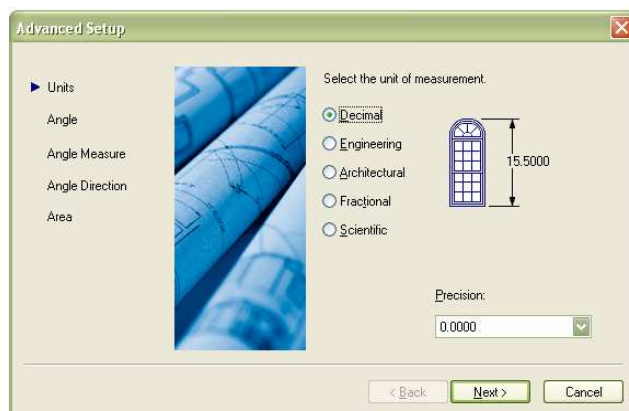 Advanced Setup
Units
Angle
Angle Measure
Angle Direction
Area
Select the unit of measurement.
Decimal
Engineering
Architectural
Fractional
Scientific
15.5000
Precision:
0.0000
< Back
Next >
Cancel